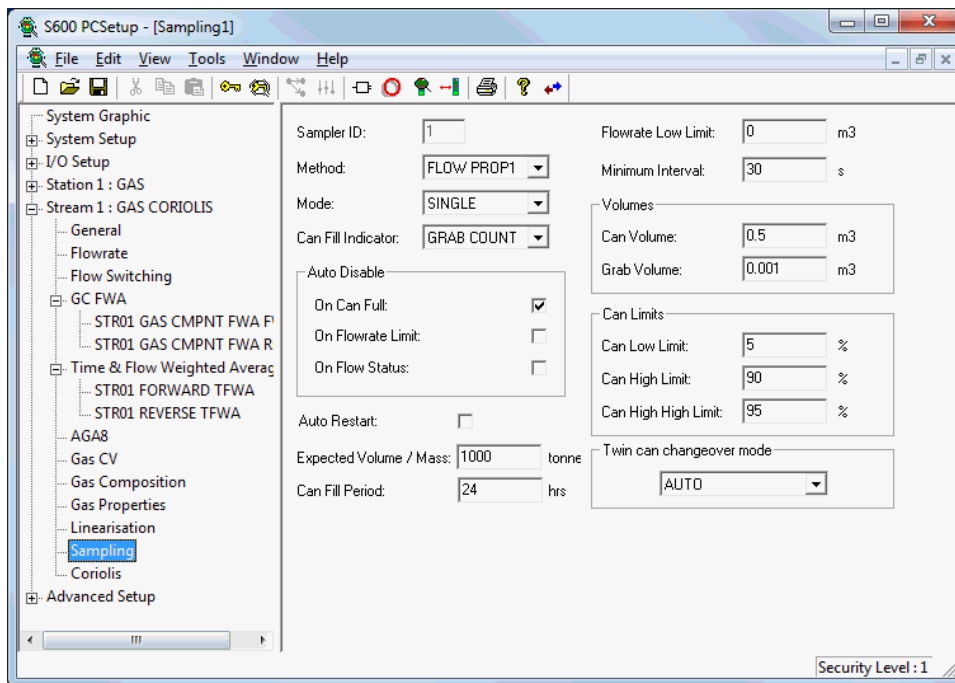 S600 PCSetup - [Sampling1]
File Edit View Tools Window Help
System Graphic
System Setup
I/O Setup
Station 1 : GAS
Stream 1 : GAS CORIOLIS
General
Flowrate
Flow Switching
GC FWA
STR01 GAS CMPNT FWA F
STR01 GAS CMPNT FWA R
Time & Flow Weighted Averag
STR01 FORWARD TFWA
STR01 REVERSE TFWA
AGA8
Gas CV
Gas Composition
Gas Properties
Linearisation
Sampling
Coriolis
Advanced Setup
Sampler ID: 1
Method: FLOW PROP1
Mode: SINGLE
Can Fill Indicator: GRAB COUNT
Auto Disable
On Can Full:
On Flowrate Limit:
On Flow Status:
Auto Restart:
Expected Volume / Mass: 1000 tonne
Can Fill Period: 24 hrs
Flowrate Low Limit: 0 m3
Minimum Interval: 30 s
Volumes
Can Volume: 0.5 m3
Grab Volume: 0.001 m3
Can Limits
Can Low Limit: 5 %
Can High Limit: 90 %
Can High High Limit: 95 %
Twin can changeover mode
AUTO
Security Level : 1